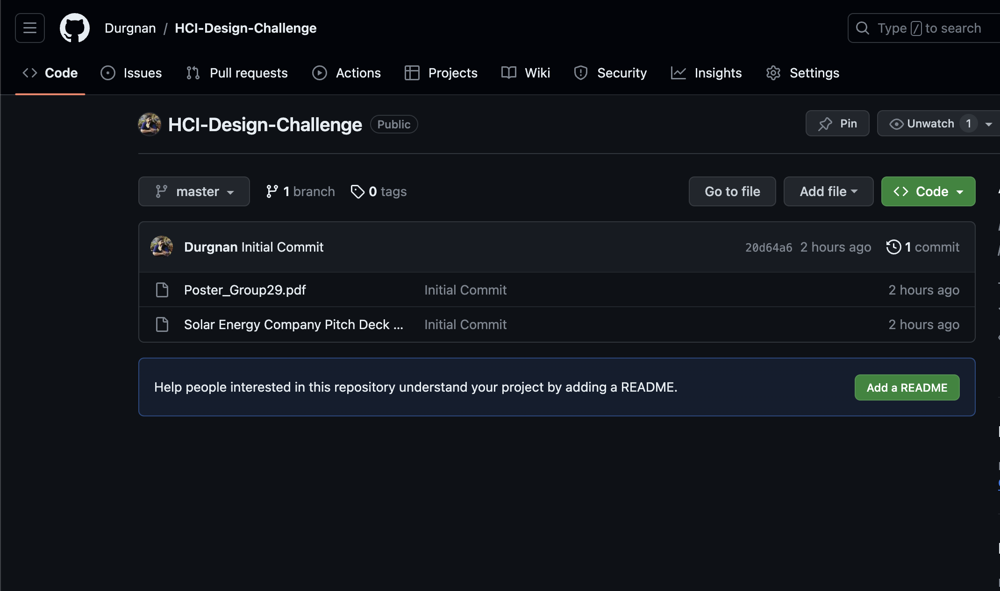 Durgnan / HCI-Design-Challenge
Type / to search
Code Issues Pull requests Actions Projects Wiki Security Insights Settings
HCI-Design-Challenge Public
Pin Unwatch 1
master 1 branch 0 tags Go to file Add file Code
Durgnan Initial Commit 20d64a6 2 hours ago 1 commit
Poster_Group29.pdf Initial Commit 2 hours ago
Solar Energy Company Pitch Deck ... Initial Commit 2 hours ago
Help people interested in this repository understand your project by adding a README. Add a README